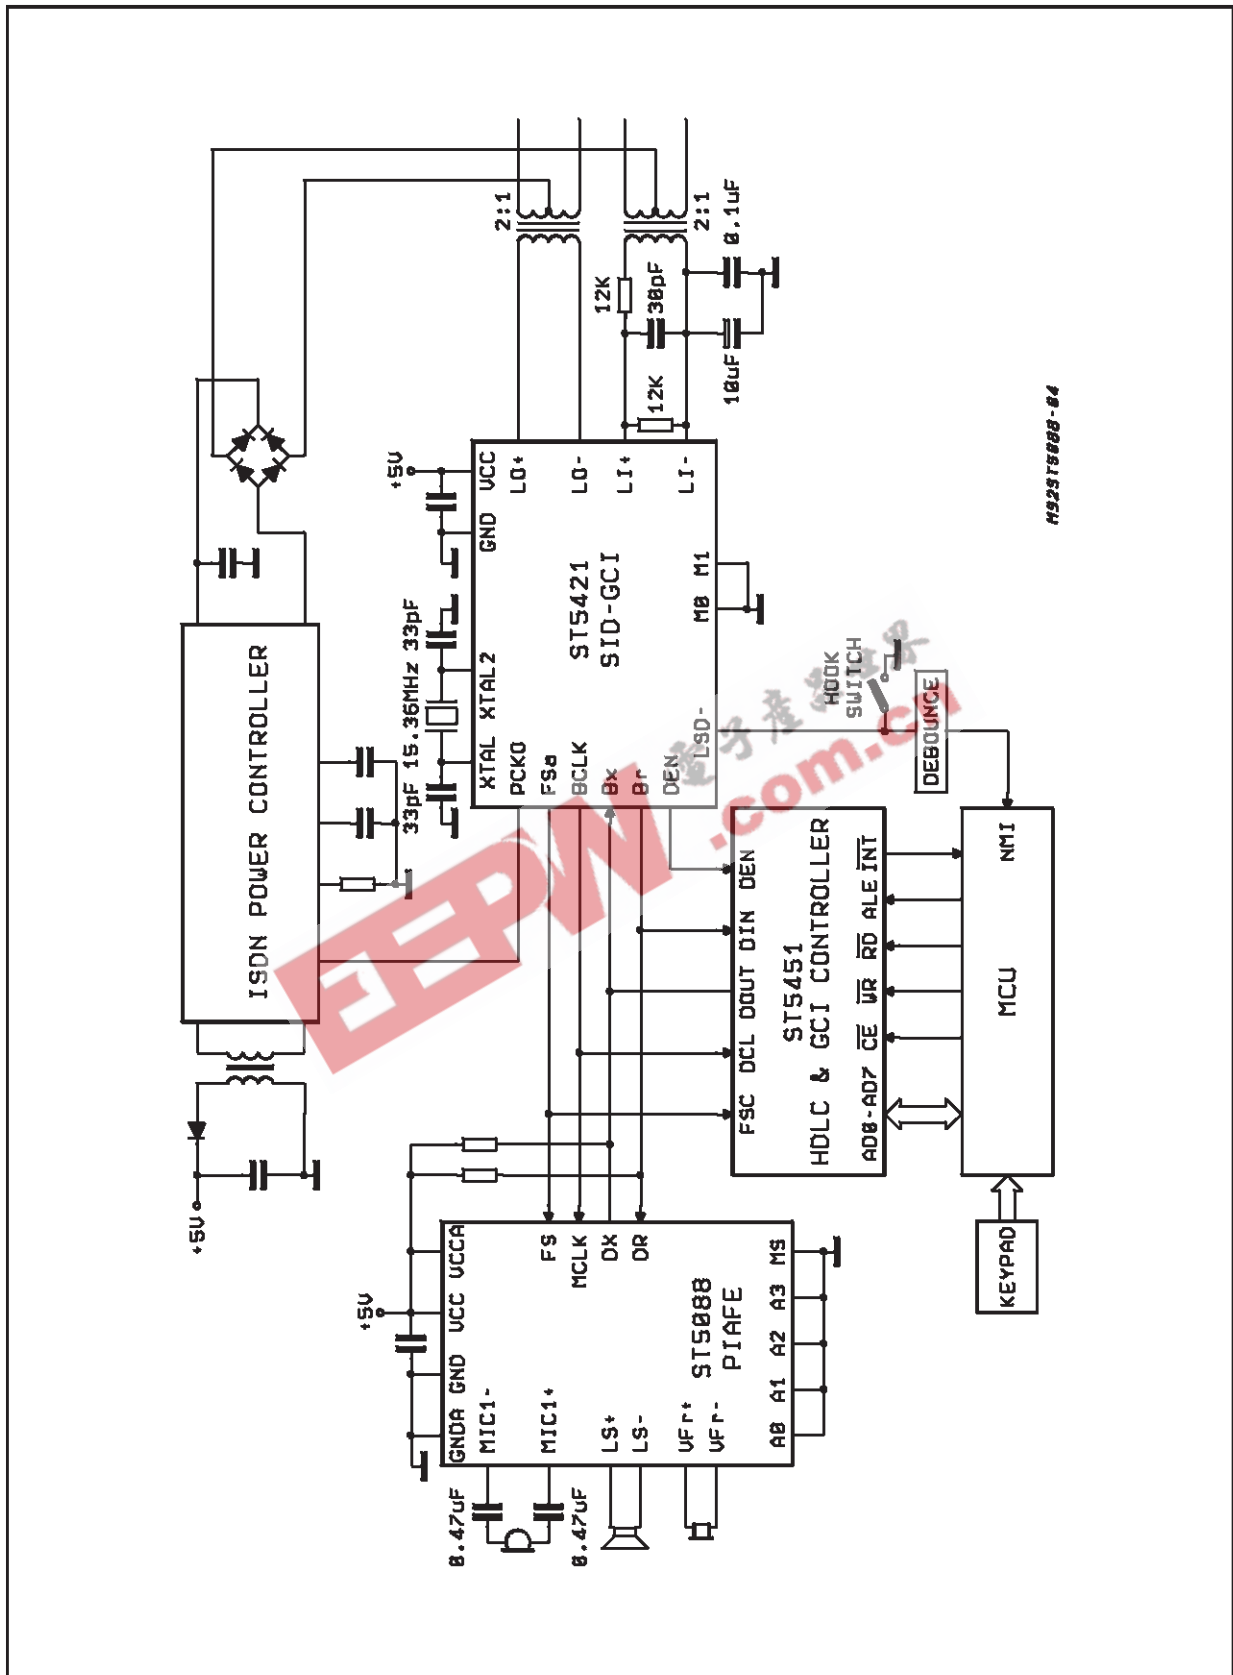 2:1
2:1
0.1uF
12K
30pF
12K
10uF
+5V
VCC
GND
LO+
LO-
LI+
LI-
ST5421
SID-GCI
M0
M1
XTAL2
XTAL
33pF
15.36MHz
33pF
PCKO
FSa
BCLK
Bx
Br
DEN
LSD-
ISDN POWER CONTROLLER
+5V
HOOK
SWITCH
DEBOUNCE
NMI
MCU
KEYPAD
FSC
DCL
DOUT
DIN
DEN
ST5451
HDLC & GCI CONTROLLER
AD0-AD7
CE
WR
RD
ALE
INT
+5V
VCCA
VCC
GND
GNDA
FS
MCLK
DX
DR
ST5088
PIAFE
MIC1-
MIC1+
LS+
LS-
VFr+
VFr-
A0
A1
A2
A3
MS
0.47uF
0.47uF
M92ST5088-04
EEPW
.com.cn
電子產品世界